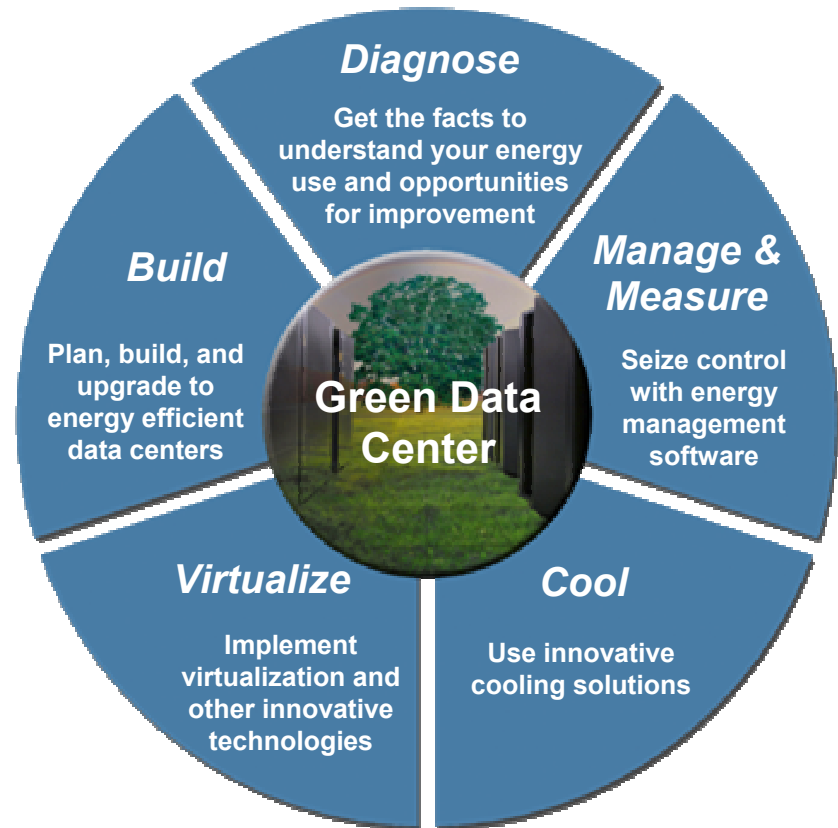 Diagnose
Get the facts to
understand your energy
use and opportunities
for improvement
Manage &
Measure
Seize control
with energy
management
software
Cool
Use innovative
cooling solutions
Virtualize
Implement
virtualization and
other innovative
technologies
Build
Plan, build, and
upgrade to
energy efficient
data centers
Green Data
Center